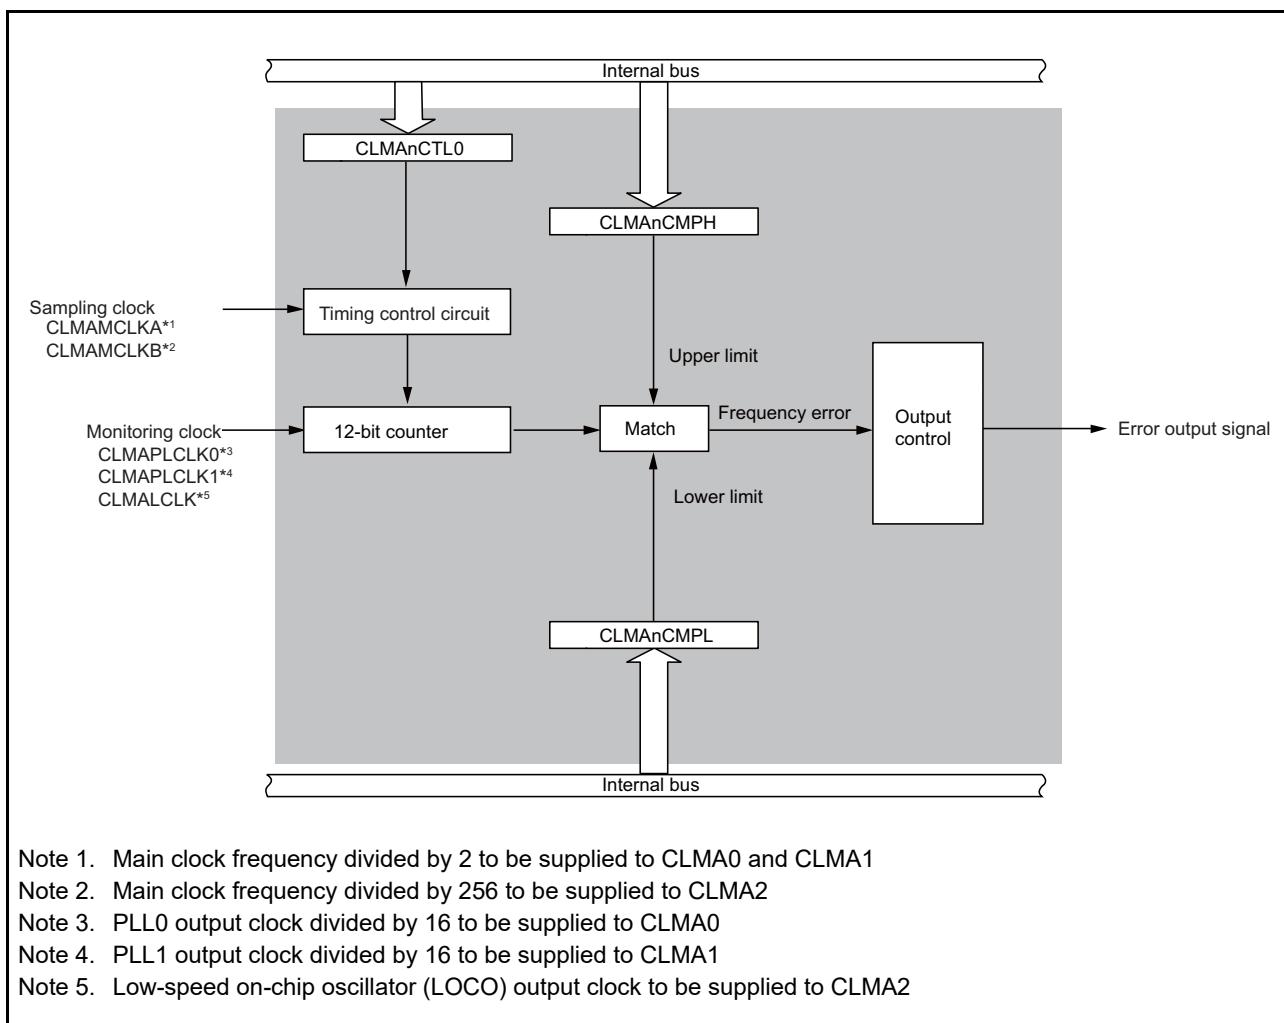 Internal bus
CLMAnCTL0
CLMAnCMPH
Sampling clock
CLMAMCLKA*1
CLMAMCLKB*2
Timing control circuit
Upper limit
Monitoring clock
CLMAPLCLK0*3
CLMAPLCLK1*4
CLMALCLK*5
12-bit counter
Match
Frequency error
Output
control
Error output signal
Lower limit
CLMAnCMPL
Internal bus
Note 1. Main clock frequency divided by 2 to be supplied to CLMA0 and CLMA1
Note 2. Main clock frequency divided by 256 to be supplied to CLMA2
Note 3. PLL0 output clock divided by 16 to be supplied to CLMA0
Note 4. PLL1 output clock divided by 16 to be supplied to CLMA1
Note 5. Low-speed on-chip oscillator (LOCO) output clock to be supplied to CLMA2